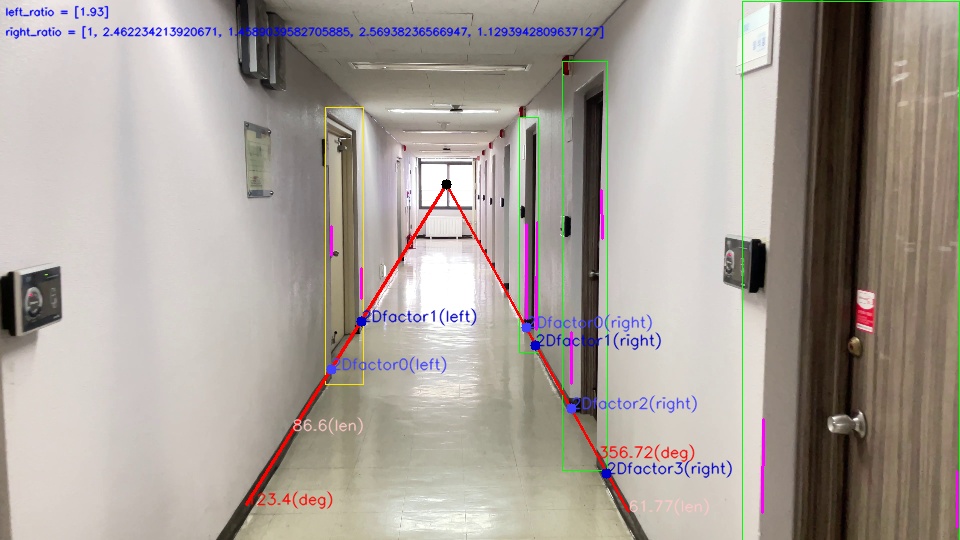 left_ratio = [1.93]
right_ratio = [1, 2.462234213920671, 1.4689039582705885, 2.56938236566947, 1.1293942809637127]
2Dfactor1(left)
2Dfactor0(right)
2Dfactor1(right)
2Dfactor0(left)
2Dfactor2(right)
86.6(len)
356.72(deg)
2Dfactor3(right)
23.4(deg)
61.77(len)